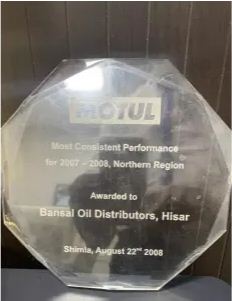 MOTUL
Most Consistent Performance
for 2007 – 2008, Northern Region
Awarded to
Bansal Oil Distributors, Hisar
Shimla, August 22nd 2008